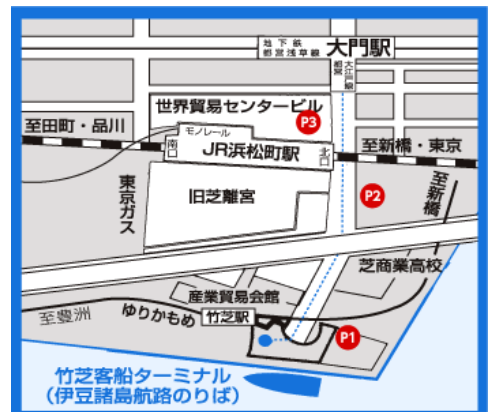 地下鉄
都営浅草線
大門駅
都営
大江戸線
世界貿易センタービル
P3
至田町・品川
モノレール
南口
JR浜松町駅
北口
至新橋・東京
東京ガス
旧芝離宮
P2
至新橋
芝商業高校
産業貿易会館
至豊洲
ゆりかもめ
竹芝駅
P1
竹芝客船ターミナル
（伊豆諸島航路のりば）